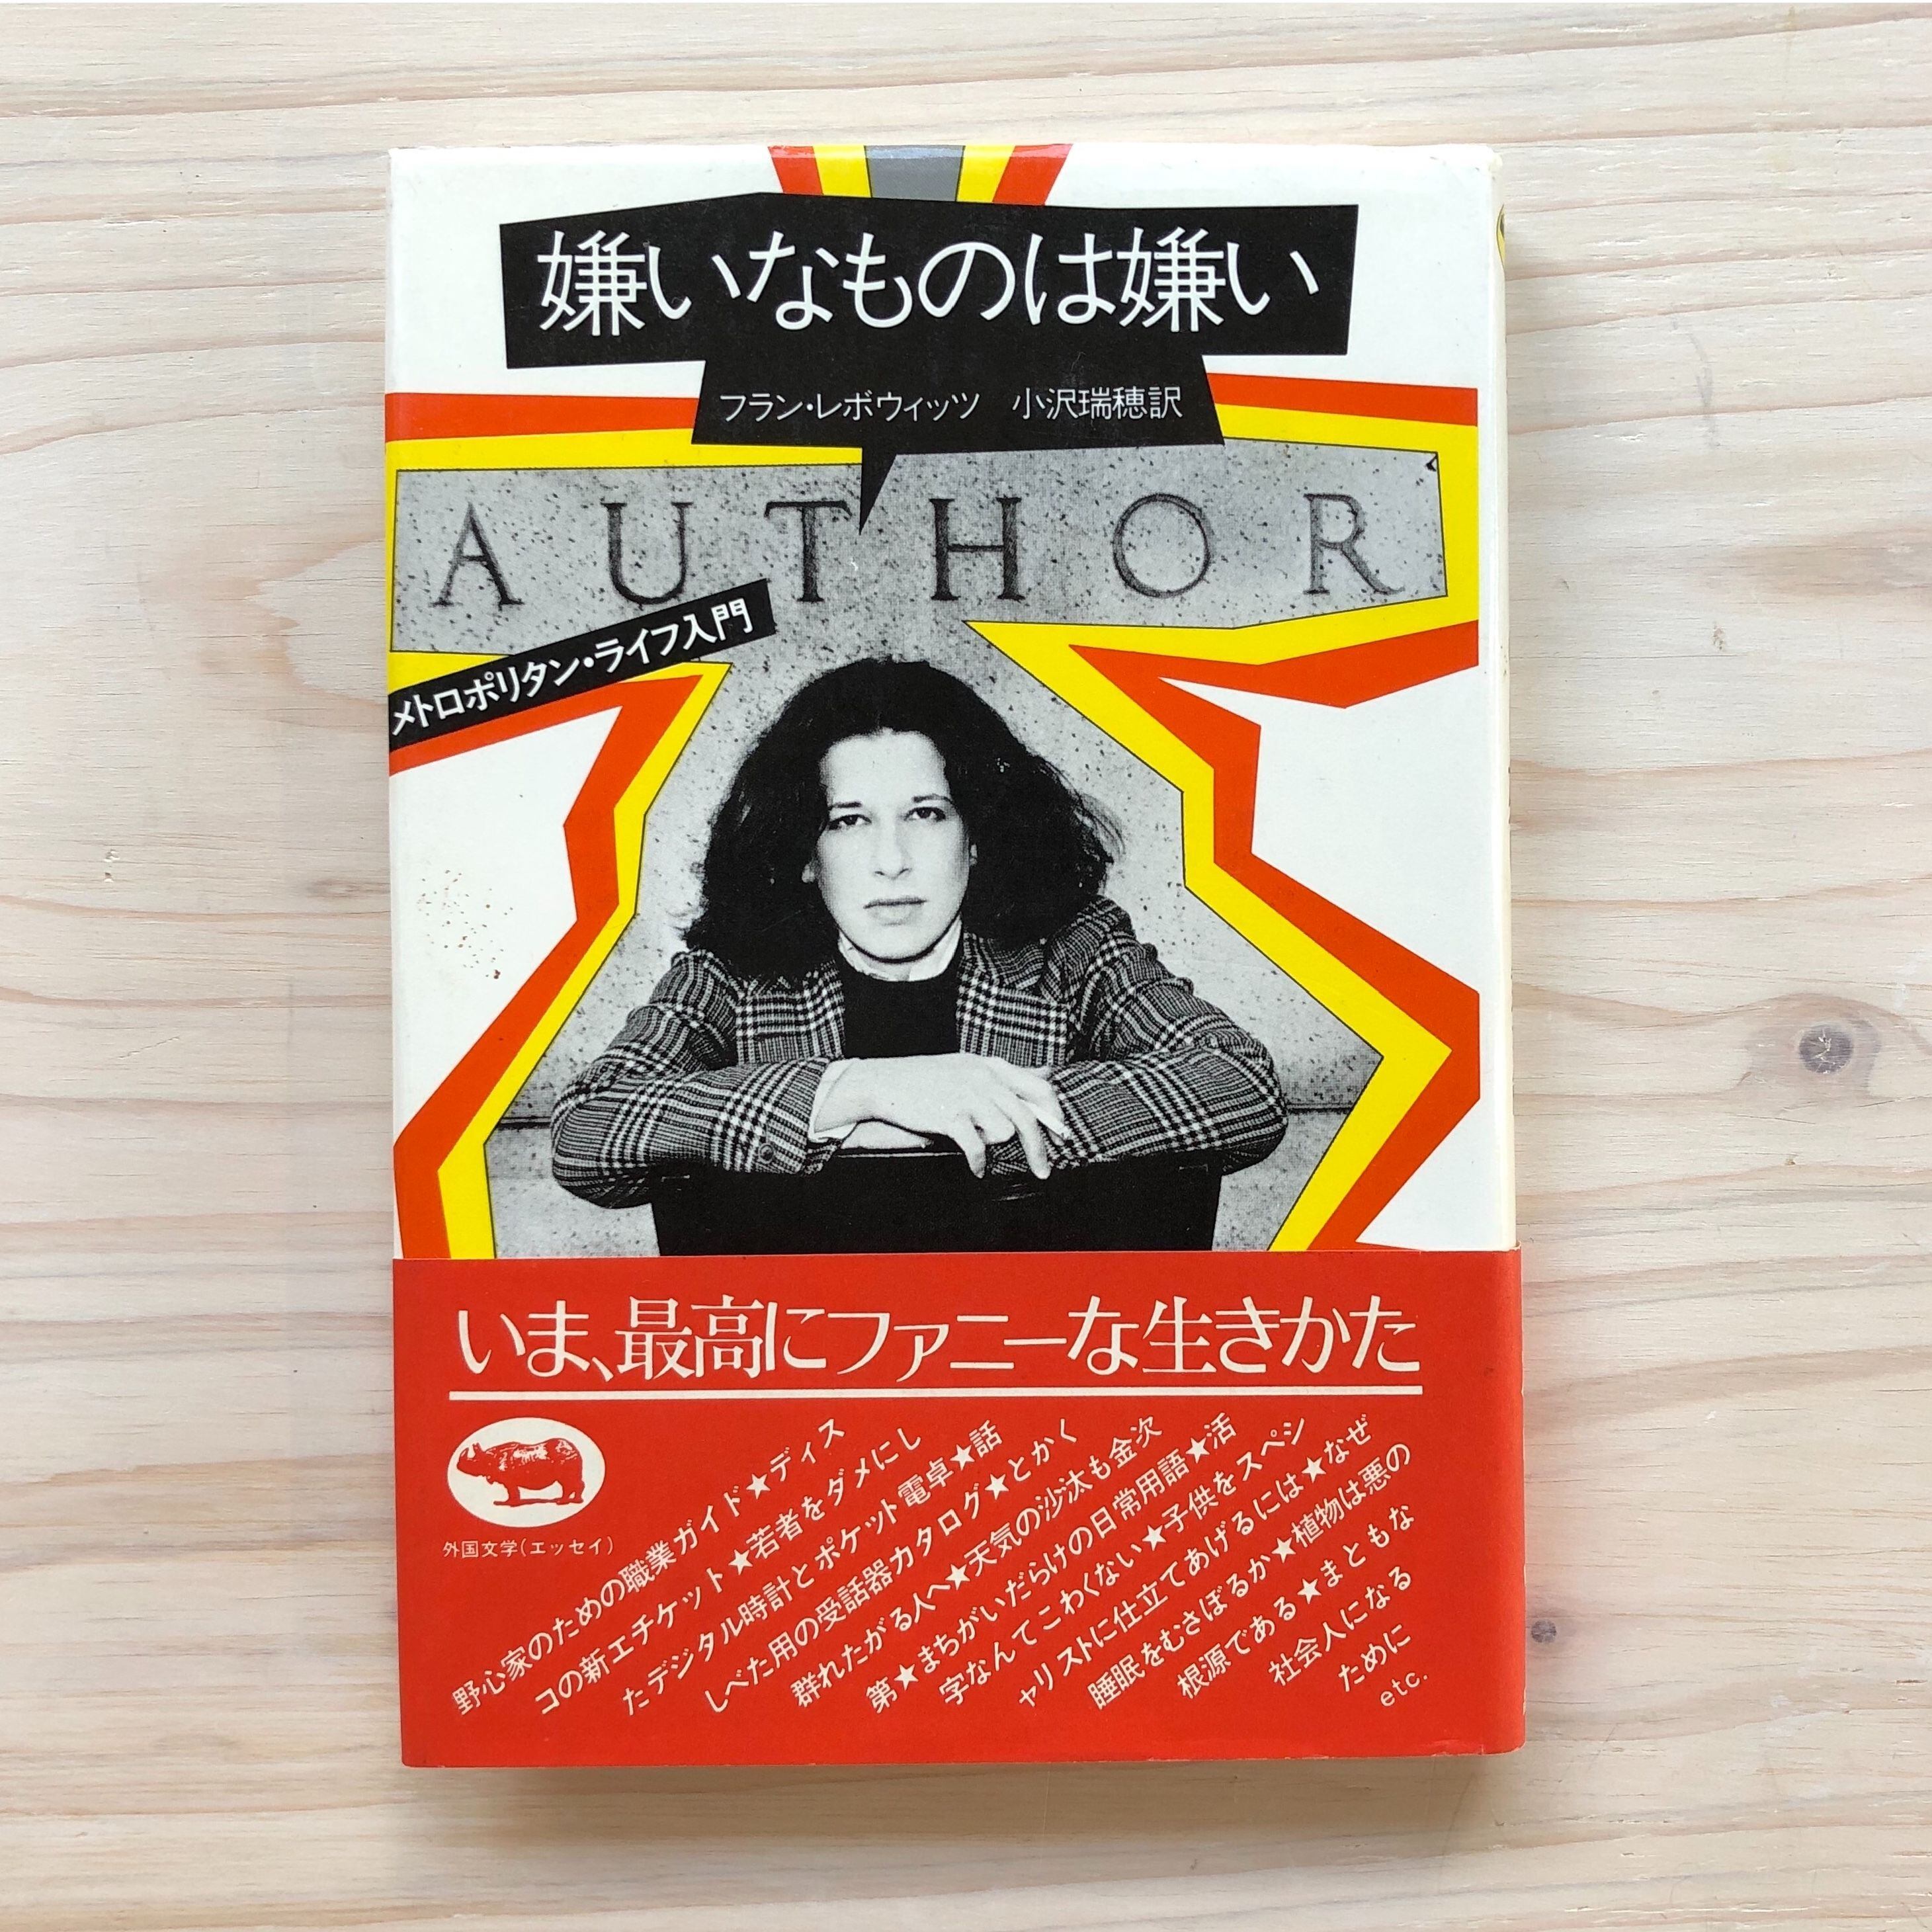 嫌いなものは嫌い
フラン・レボウィッツ 小沢瑞穂訳
AUTHOR
メトロポリタン・ライフ入門
いま、最高にファニーな生きかた
外国文学(エッセイ)
野心家のための職業ガイド★ディス
コの新エチケット★若者をダメにし
たデジタル時計とポケット電卓★話
しべた用の受話器カタログ★とかく
群れたがる人へ★天気の沙汰も金次
第★まちがいだらけの日常用語★活
字なんてこわくない★子供をスペシ
ャリストに仕立てあげるには★なぜ
睡眠をむさぼるか★植物は悪の
根源である★まともな
社会人になる
ために
etc.